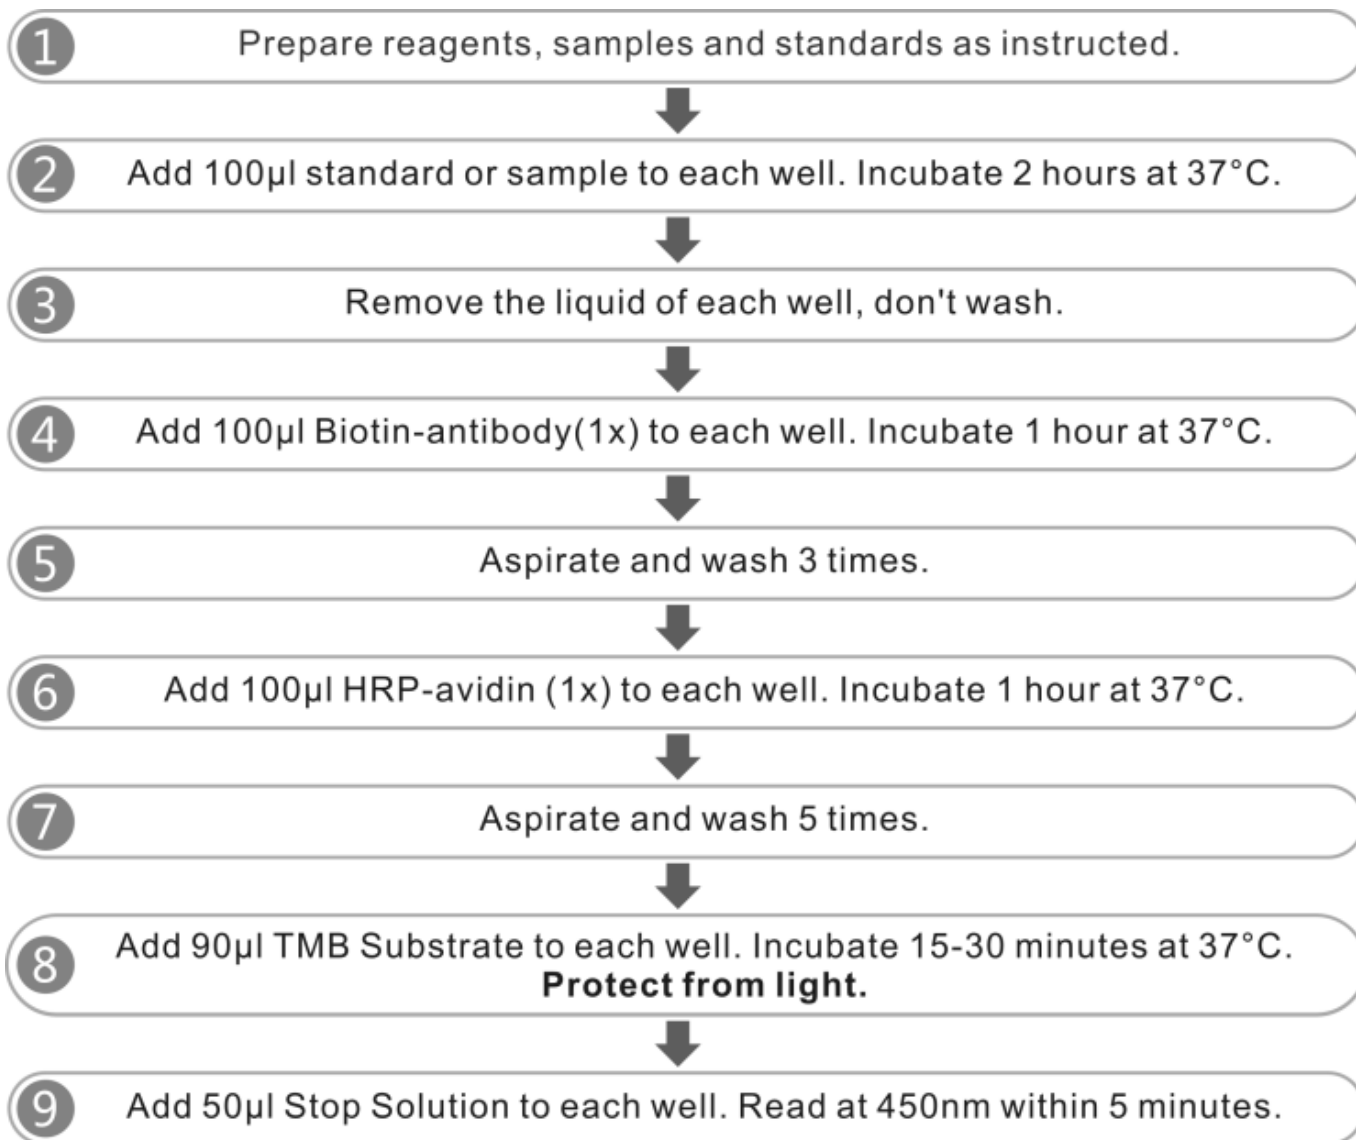 1 Prepare reagents, samples and standards as instructed.
2 Add 100µl standard or sample to each well. Incubate 2 hours at 37°C.
3 Remove the liquid of each well, don't wash.
4 Add 100µl Biotin-antibody(1x) to each well. Incubate 1 hour at 37°C.
5 Aspirate and wash 3 times.
6 Add 100µl HRP-avidin (1x) to each well. Incubate 1 hour at 37°C.
7 Aspirate and wash 5 times.
8 Add 90µl TMB Substrate to each well. Incubate 15-30 minutes at 37°C.
Protect from light.
9 Add 50µl Stop Solution to each well. Read at 450nm within 5 minutes.